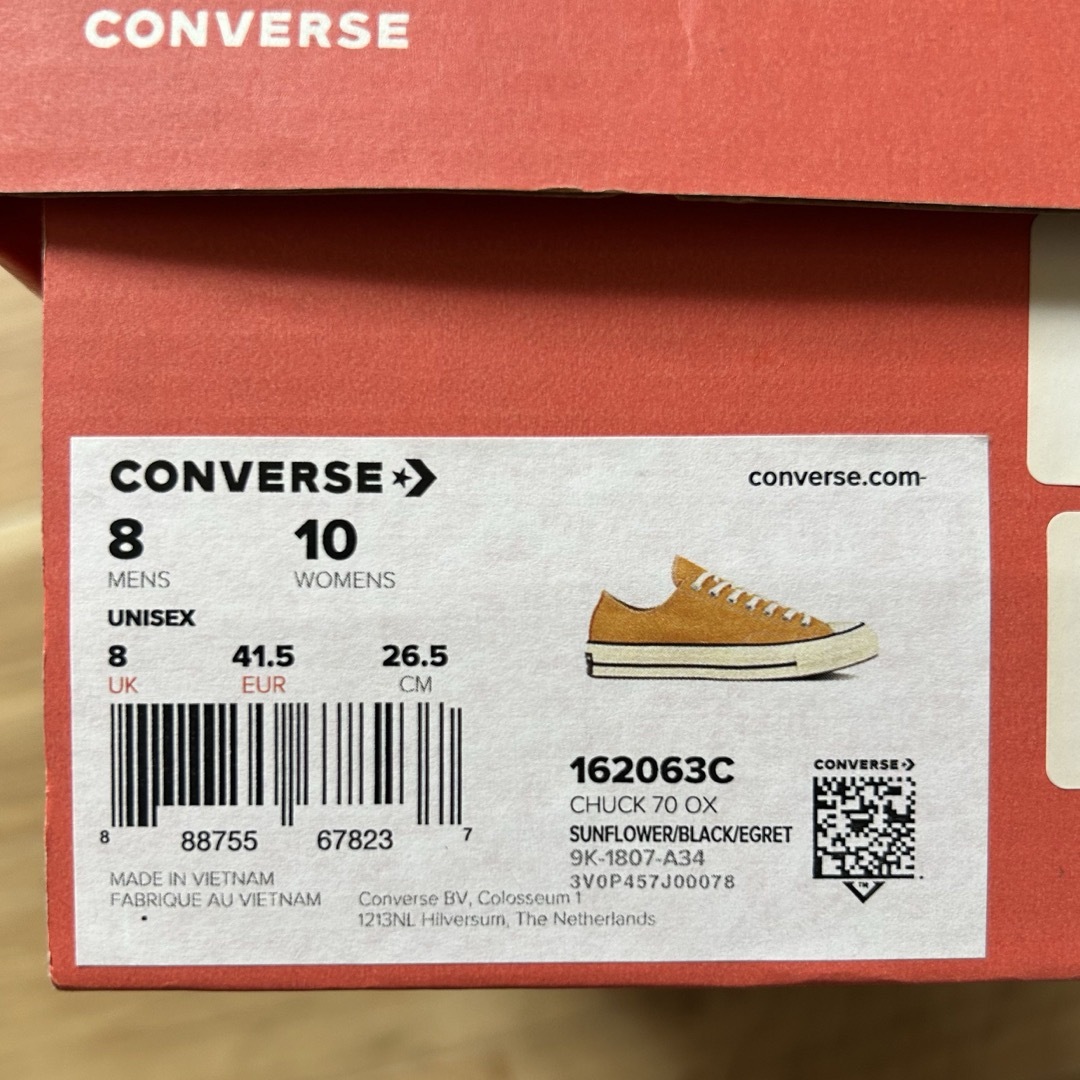 CONVERSE
CONVERSE
converse.com
8 10
MENS WOMENS
UNISEX
8 41.5 26.5
UK EUR CM
8 88755 67823 7
MADE IN VIETNAM
FABRIQUE AU VIETNAM
Converse BV, Colosseum 1
1213NL Hilversum, The Netherlands
162063C
CHUCK 70 OX
SUNFLOWER/BLACK/EGRET
9K-1807-A34
3V0P457J00078
CONVERSE
TM